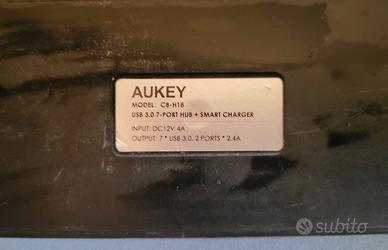 AUKEY
MODEL: CB-H18
USB 3.0 7-PORT HUB + SMART CHARGER
INPUT: DC12V 4A
OUTPUT: 7 * USB 3.0, 2 PORTS * 2.4A
subito